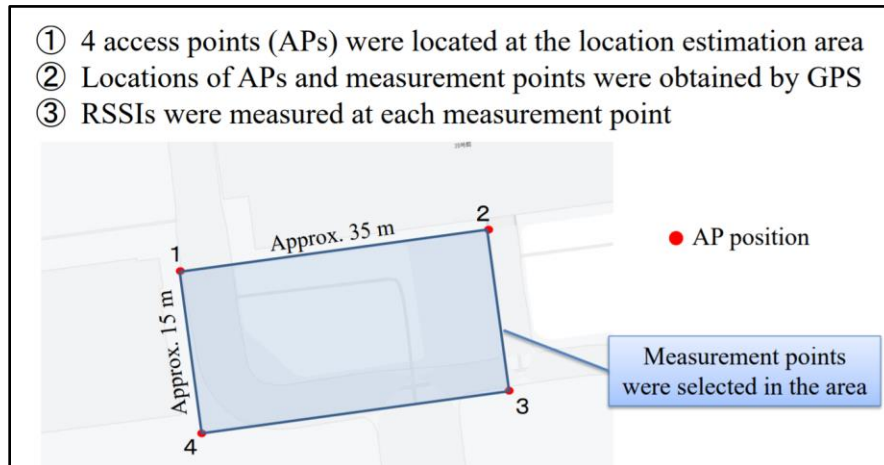 ① 4 access points (APs) were located at the location estimation area
② Locations of APs and measurement points were obtained by GPS
③ RSSIs were measured at each measurement point
2
Approx. 35 m
1
AP position
Approx. 15 m
Measurement points
were selected in the area
3
4